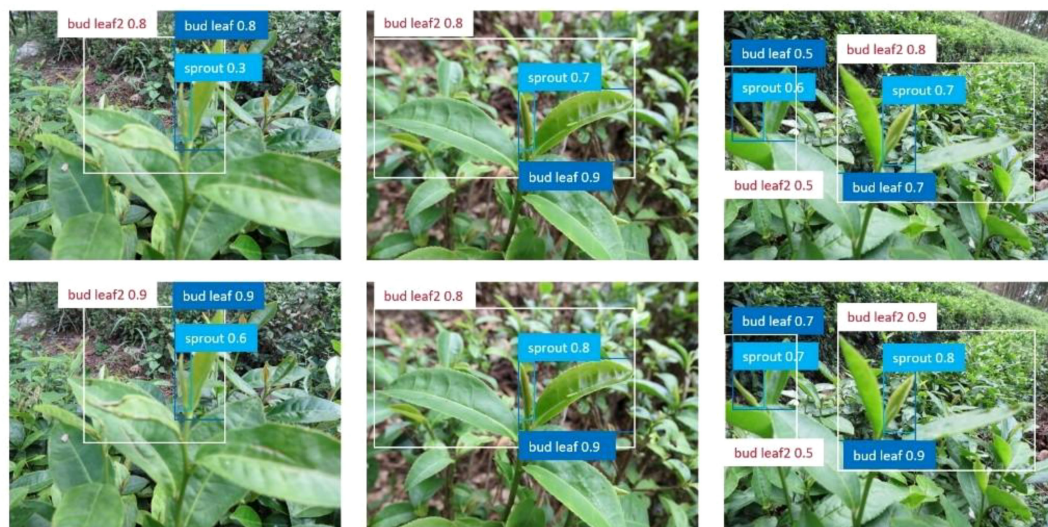 bud leaf2 0.8
bud leaf 0.8
sprout 0.3
bud leaf2 0.8
sprout 0.7
bud leaf 0.9
bud leaf 0.5
bud leaf2 0.8
sprout 0.6
sprout 0.7
bud leaf2 0.5
bud leaf 0.7
bud leaf2 0.9
bud leaf 0.9
sprout 0.6
bud leaf2 0.8
sprout 0.8
bud leaf 0.9
bud leaf 0.7
bud leaf2 0.9
sprout 0.7
sprout 0.8
bud leaf2 0.5
bud leaf 0.9